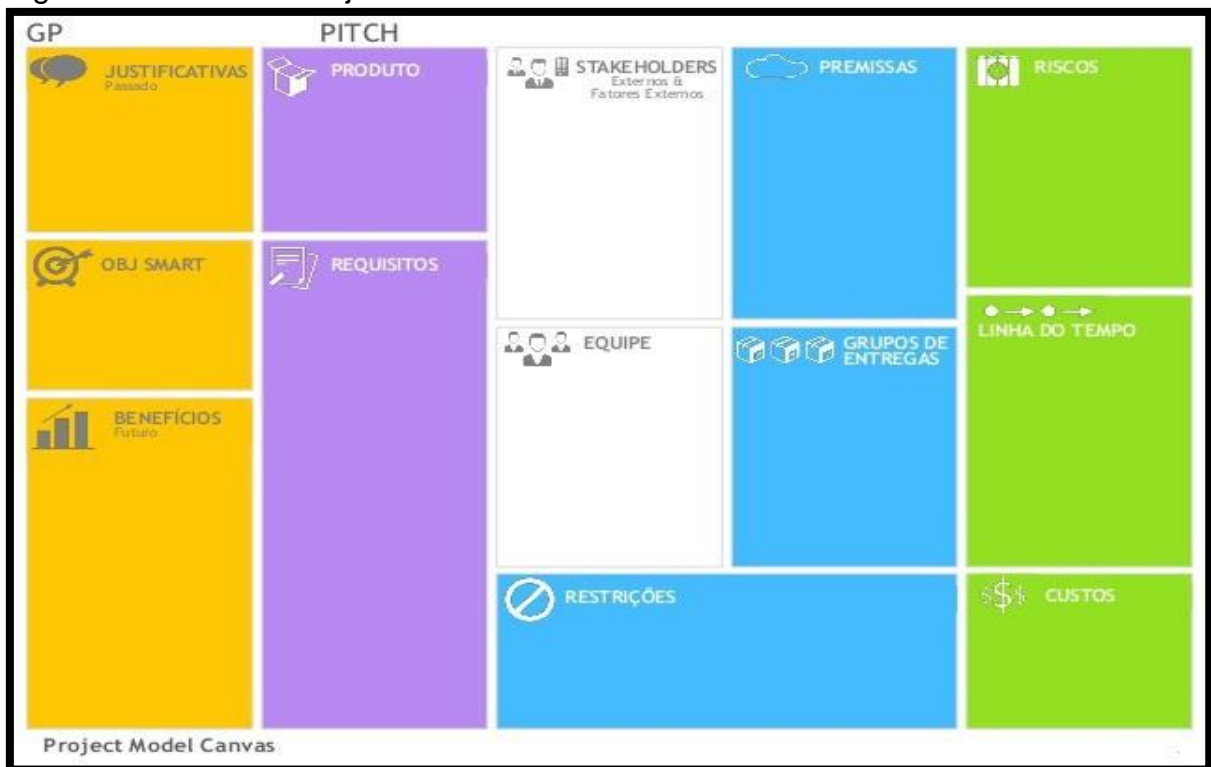 GP
PITCH
JUSTIFICATIVAS
Passado
OBJ SMART
BENEFÍCIOS
Futuro
PRODUTO
REQUISITOS
STAKEHOLDERS
Externos &
Fatores Externos
EQUIPE
PREMISSAS
GRUPOS DE
ENTREGAS
RESTRIÇÕES
RISCOS
LINHA DO TEMPO
$$$ CUSTOS
Project Model Canvas